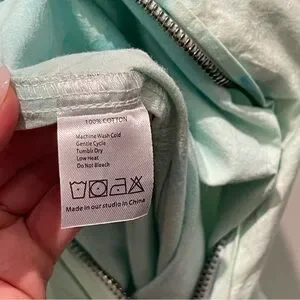 100% COTTON
Machine Wash Cold
Gentle Cycle
Tumble Dry
Low Heat
Do Not Bleach
Made in our studio in China